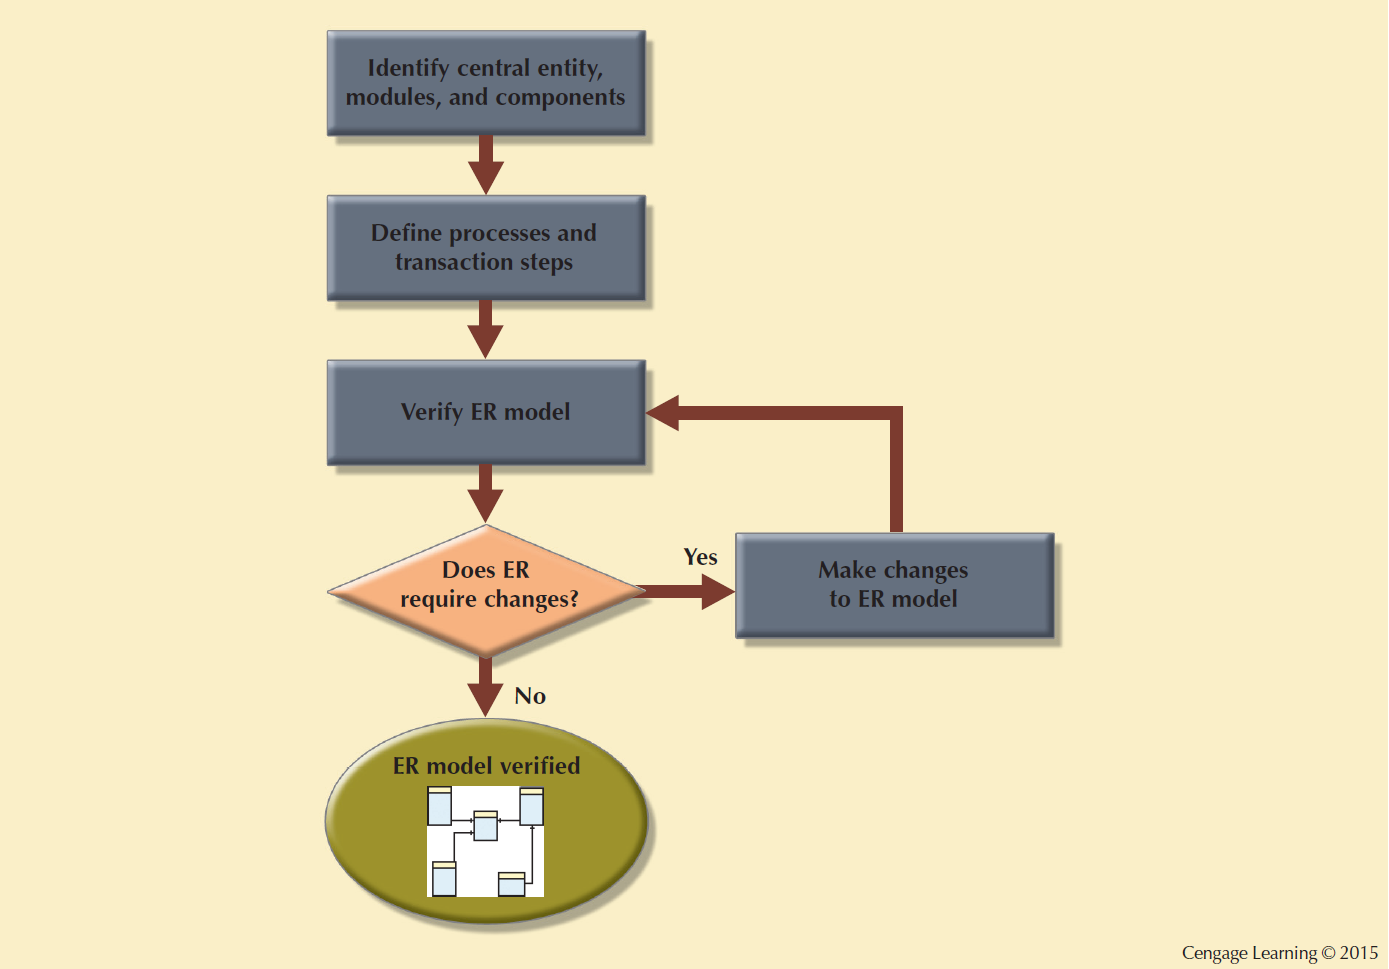 Identify central entity,
modules, and components
Define processes and
transaction steps
Verify ER model
Does ER
require changes?
Yes
Make changes
to ER model
No
ER model verified
Cengage Learning © 2015